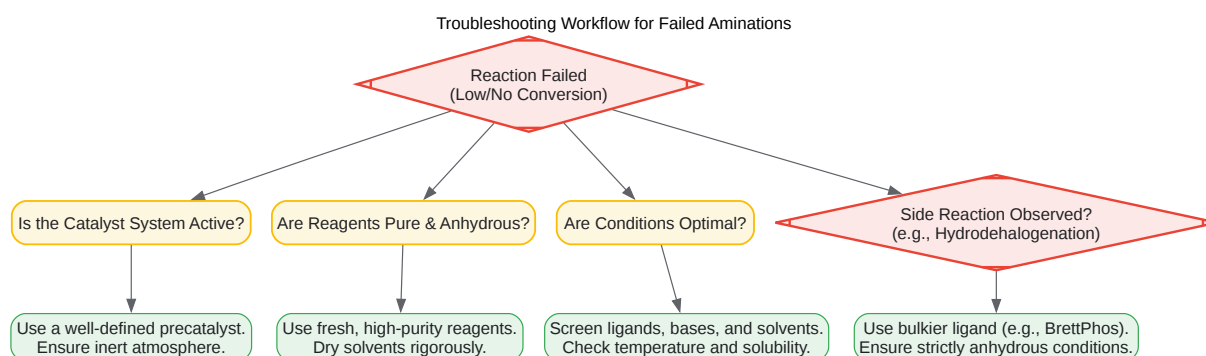 Troubleshooting Workflow for Failed Aminations
Reaction Failed
(Low/No Conversion)
Is the Catalyst System Active?
Are Reagents Pure & Anhydrous?
Are Conditions Optimal?
Side Reaction Observed?
(e.g., Hydrodehalogenation)
Use a well-defined precatalyst.
Ensure inert atmosphere.
Use fresh, high-purity reagents.
Dry solvents rigorously.
Screen ligands, bases, and solvents.
Check temperature and solubility.
Use bulkier ligand (e.g., BrettPhos).
Ensure strictly anhydrous conditions.